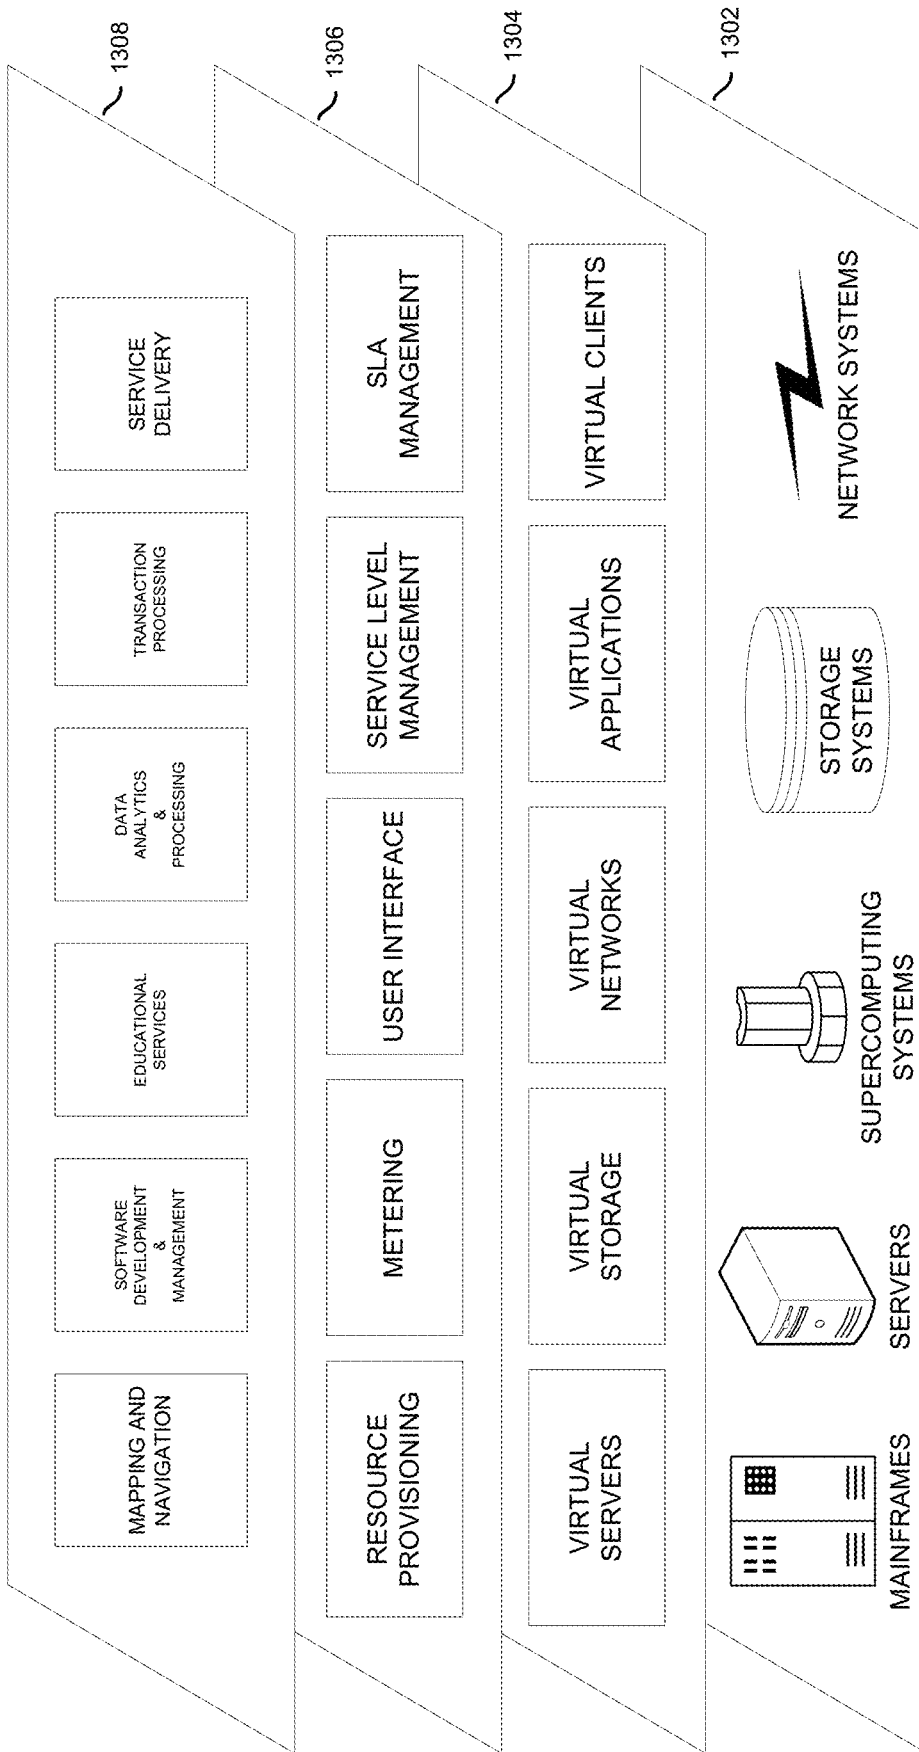 1308
MAPPING AND
NAVIGATION
SOFTWARE
DEVELOPMENT
&
MANAGEMENT
EDUCATIONAL
SERVICES
DATA
ANALYTICS
&
PROCESSING
TRANSACTION
PROCESSING
SERVICE
DELIVERY
1306
RESOURCE
PROVISIONING
METERING
USER INTERFACE
SERVICE LEVEL
MANAGEMENT
SLA
MANAGEMENT
1304
VIRTUAL
SERVERS
VIRTUAL
STORAGE
VIRTUAL
NETWORKS
VIRTUAL
APPLICATIONS
VIRTUAL CLIENTS
1302
MAINFRAMES
SERVERS
SUPERCOMPUTING
SYSTEMS
STORAGE
SYSTEMS
NETWORK SYSTEMS